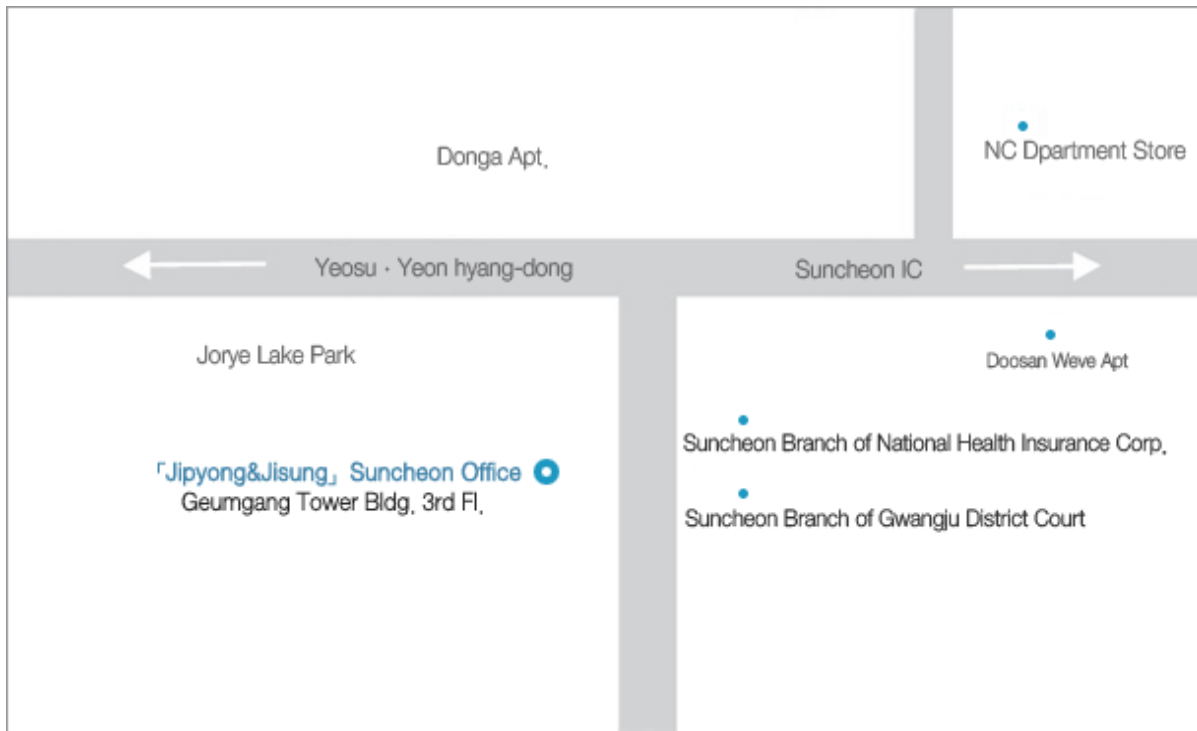 NC Dpartment Store
Donga Apt.
Yeosu · Yeon hyang-dong
Suncheon IC
Jorye Lake Park
Doosan Weve Apt
Suncheon Branch of National Health Insurance Corp.
「Jipyong&Jisung」 Suncheon Office
Geumgang Tower Bldg. 3rd Fl.
Suncheon Branch of Gwangju District Court